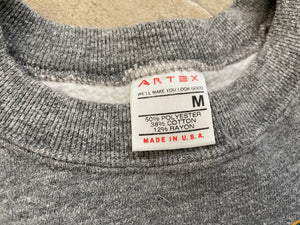 ARTEX
WE'LL MAKE YOU LOOK GOOD
M
50% POLYESTER
38% COTTON
12% RAYON
MADE IN U.S.A.